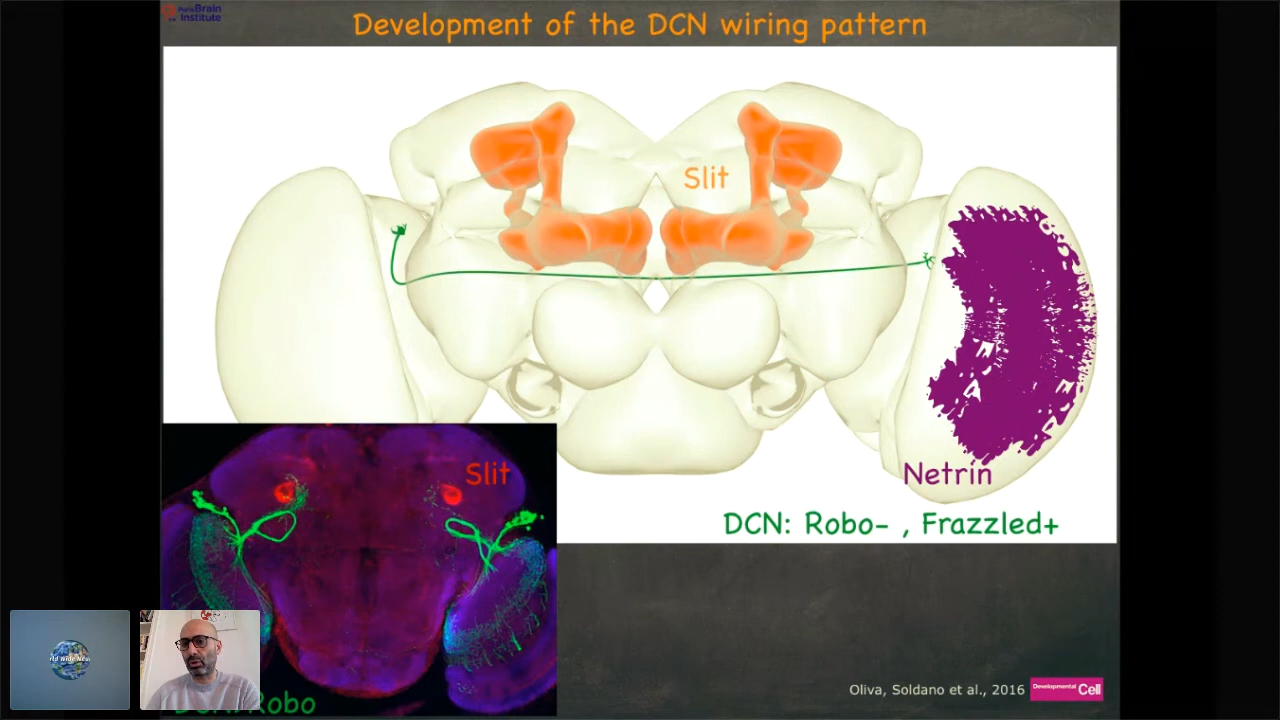 Paris Brain
Institute
Development of the DCN wiring pattern
Slit
Netrin
DCN: Robo- , Frazzled+
Slit
Robo
Oliva, Soldano et al., 2016
Developmental Cell